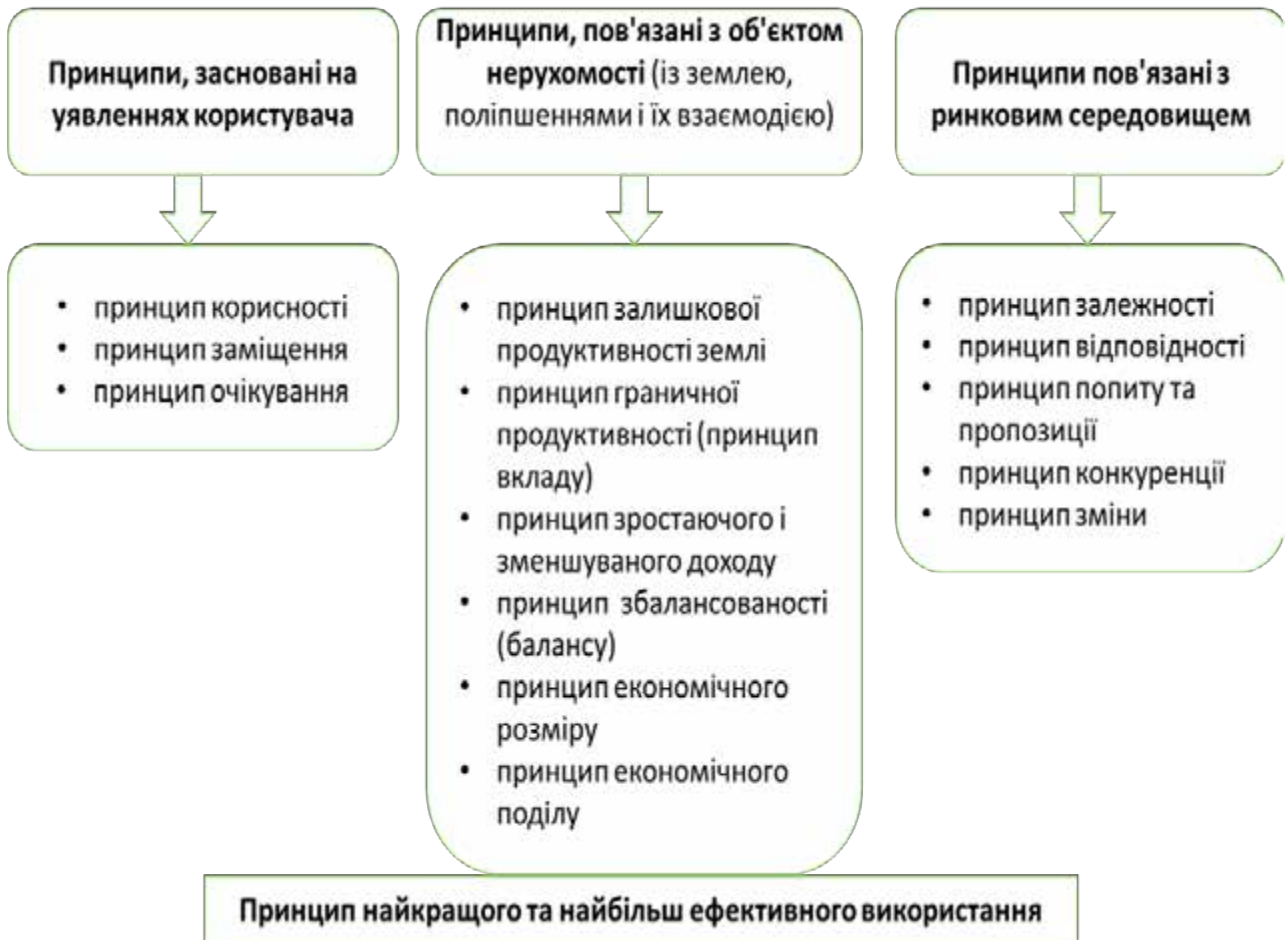 Принципи, засновані на
уявленнях користувача
Принципи, пов'язані з об'єктом
нерухомості (із землею,
поліпшеннями і їх взаємодією)
Принципи пов'язані з
ринковим середовищем
• принцип корисності
• принцип заміщення
• принцип очікування
• принцип залишкової
продуктивності землі
• принцип граничної
продуктивності (принцип
вкладу)
• принцип зростаючого і
зменшуваного доходу
• принцип збалансованості
(балансу)
• принцип економічного
розміру
• принцип економічного
поділу
• принцип залежності
• принцип відповідності
• принцип попиту та
пропозиції
• принцип конкуренції
• принцип зміни
Принцип найкращого та найбільш ефективного використання